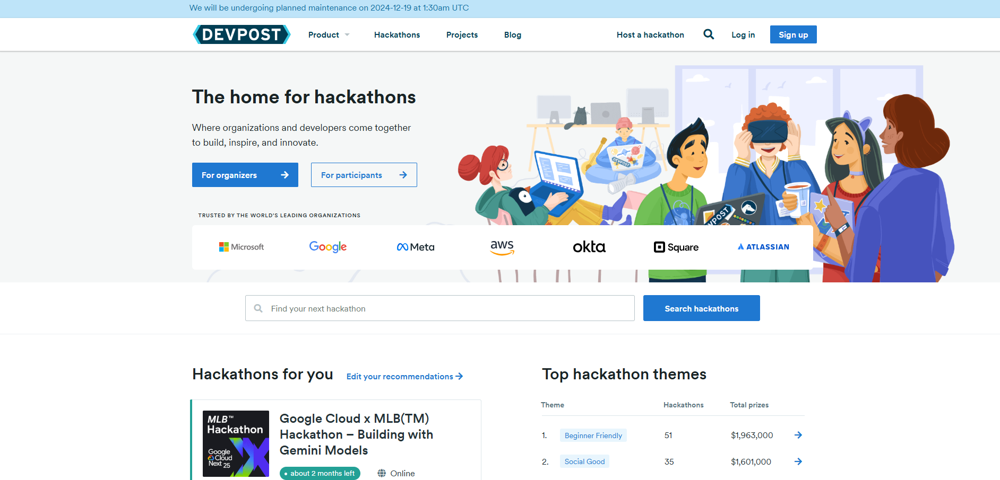 We will be undergoing planned maintenance on 2024-12-19 at 1:30am UTC
DEVPOST
Product
Hackathons
Projects
Blog
Host a hackathon
Log in
Sign up
The home for hackathons
Where organizations and developers come together
to build, inspire, and innovate.
For organizers
For participants
DEVPOST
VPOST
TRUSTED BY THE WORLD'S LEADING ORGANIZATIONS
Microsoft
Google
Meta
aws
okta
Square
ATLASSIAN
Find your next hackathon
Search hackathons
Hackathons for you
Edit your recommendations
MLB™
Hackathon
Google
Cloud
Next 25
Google Cloud x MLB(TM)
Hackathon – Building with
Gemini Models
about 2 months left
Online
Top hackathon themes
Theme Hackathons Total prizes
1. Beginner Friendly 51 $1,963,000
2. Social Good 35 $1,601,000